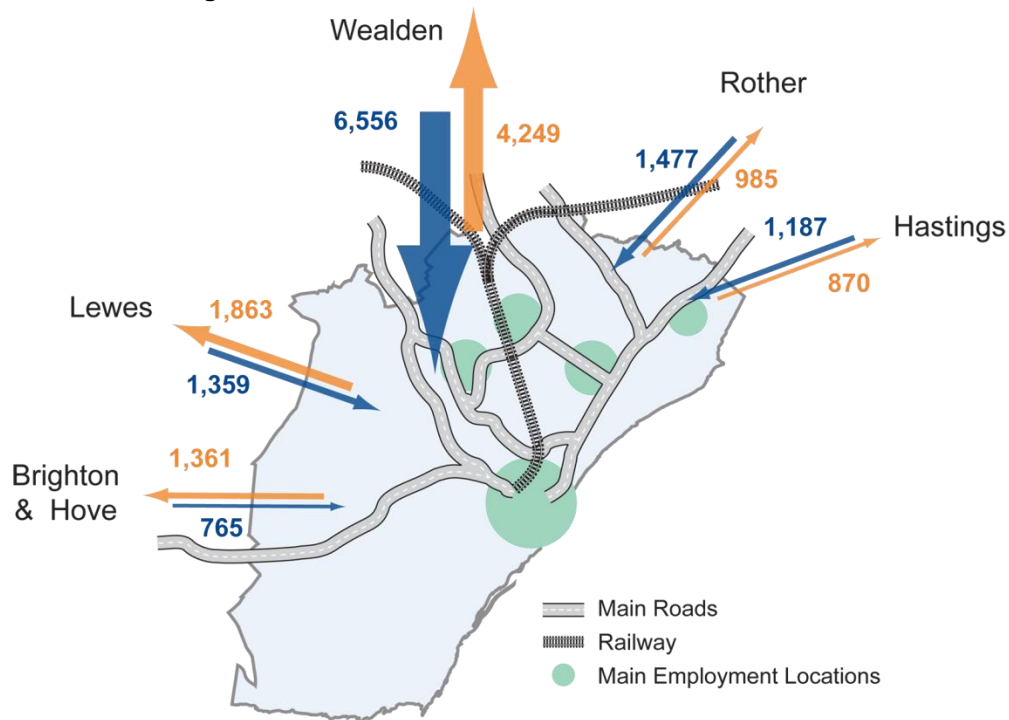 Wealden
Rother
6,556
4,249
1,477
985
Hastings
1,187
870
Lewes
1,863
1,359
Brighton
& Hove
1,361
765
Main Roads
Railway
Main Employment Locations